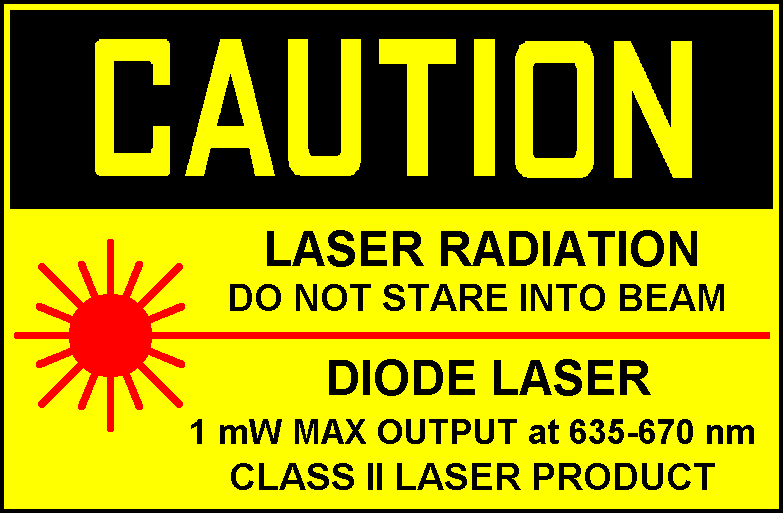 CAUTION
LASER RADIATION
DO NOT STARE INTO BEAM
DIODE LASER
1 mW MAX OUTPUT at 635-670 nm
CLASS II LASER PRODUCT